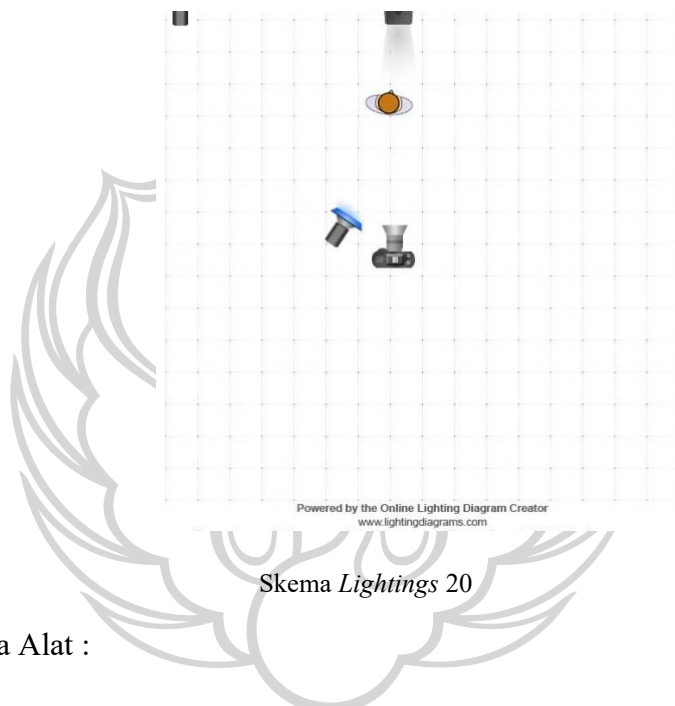 Powered by the Online Lighting Diagram Creator
www.lightingdiagrams.com
Skema Lightings 20
a Alat :